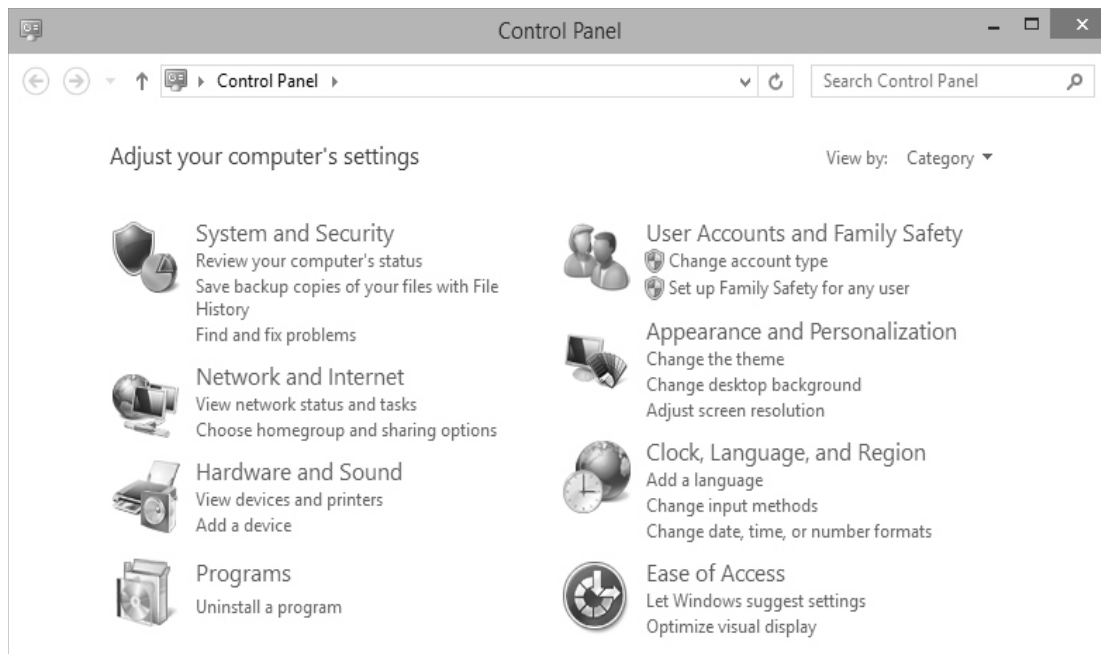 Control Panel
Control Panel
Search Control Panel
Adjust your computer's settings
View by: Category
System and Security
Review your computer's status
Save backup copies of your files with File
History
Find and fix problems
Network and Internet
View network status and tasks
Choose homegroup and sharing options
Hardware and Sound
View devices and printers
Add a device
Programs
Uninstall a program
User Accounts and Family Safety
Change account type
Set up Family Safety for any user
Appearance and Personalization
Change the theme
Change desktop background
Adjust screen resolution
Clock, Language, and Region
Add a language
Change input methods
Change date, time, or number formats
Ease of Access
Let Windows suggest settings
Optimize visual display